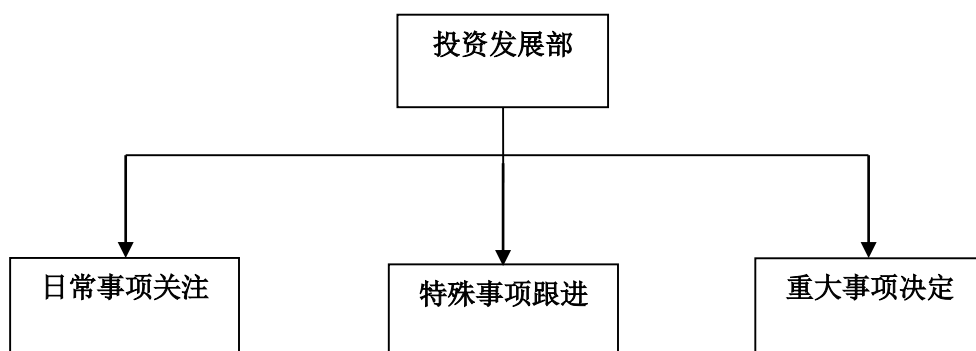 投资发展部
日常事项关注
特殊事项跟进
重大事项决定